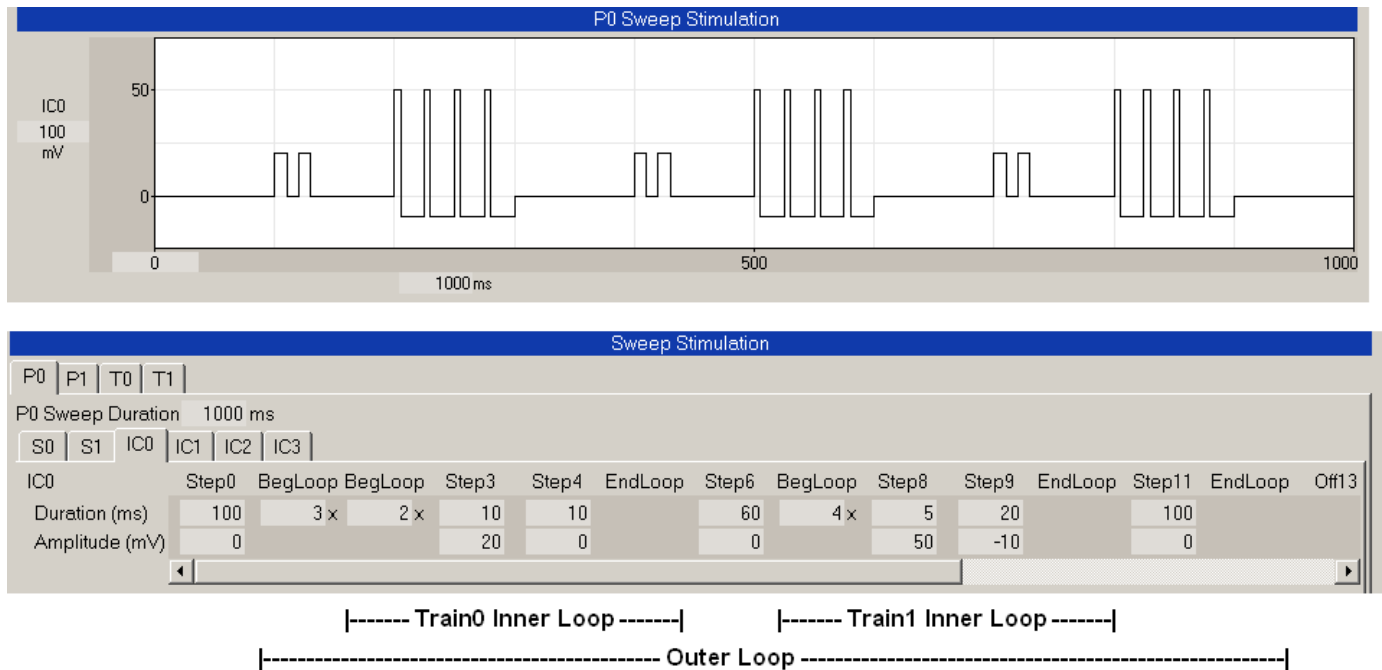 P0 Sweep Stimulation
50
IC0
100
mV
0
0 500 1000
1000 ms
Sweep Stimulation
P0 P1 T0 T1
P0 Sweep Duration 1000 ms
S0 S1 IC0 IC1 IC2 IC3
IC0 Step0 BegLoop BegLoop Step3 Step4 EndLoop Step6 BegLoop Step8 Step9 EndLoop Step11 EndLoop Off13
Duration (ms) 100 3 x 2 x 10 10 60 4 x 5 20 100
Amplitude (mV) 0 20 0 0 50 -10 0
|------- Train0 Inner Loop -------| |------- Train1 Inner Loop -------|
|--------------------------------------------- Outer Loop -------------------------------------------------------|